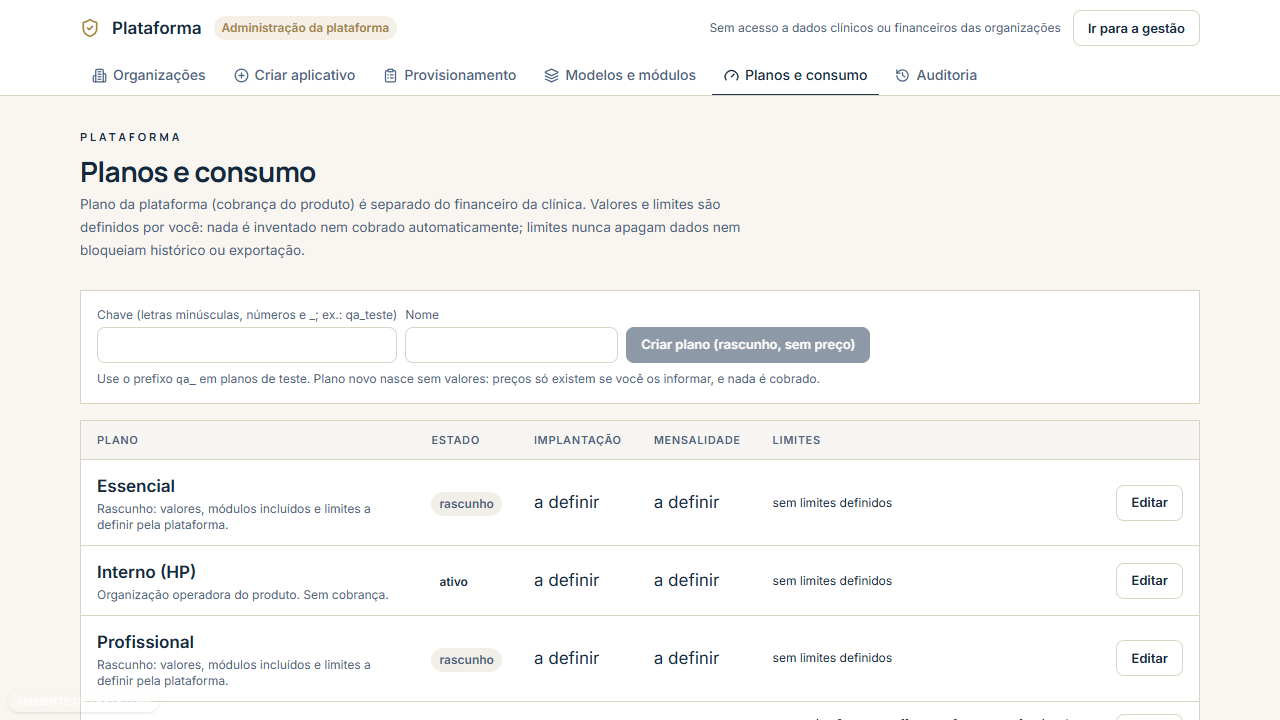 Plataforma
Administração da plataforma
Sem acesso a dados clínicos ou financeiros das organizações
Ir para a gestão
Organizações
Criar aplicativo
Provisionamento
Modelos e módulos
Planos e consumo
Auditoria
PLATAFORMA
Planos e consumo
Plano da plataforma (cobrança do produto) é separado do financeiro da clínica. Valores e limites são
definidos por você: nada é inventado nem cobrado automaticamente; limites nunca apagam dados nem
bloqueiam histórico ou exportação.
Chave (letras minúsculas, números e _; ex.: qa_teste)
Nome
Criar plano (rascunho, sem preço)
Use o prefixo qa_ em planos de teste. Plano novo nasce sem valores: preços só existem se você os informar, e nada é cobrado.
PLANO ESTADO IMPLANTAÇÃO MENSALIDADE LIMITES
Essencial
Rascunho: valores, módulos incluídos e limites a
definir pela plataforma.
rascunho a definir a definir sem limites definidos Editar
Interno (HP)
Organização operadora do produto. Sem cobrança.
ativo a definir a definir sem limites definidos Editar
Profissional
Rascunho: valores, módulos incluídos e limites a
definir pela plataforma.
rascunho a definir a definir sem limites definidos Editar
AMBIENTE